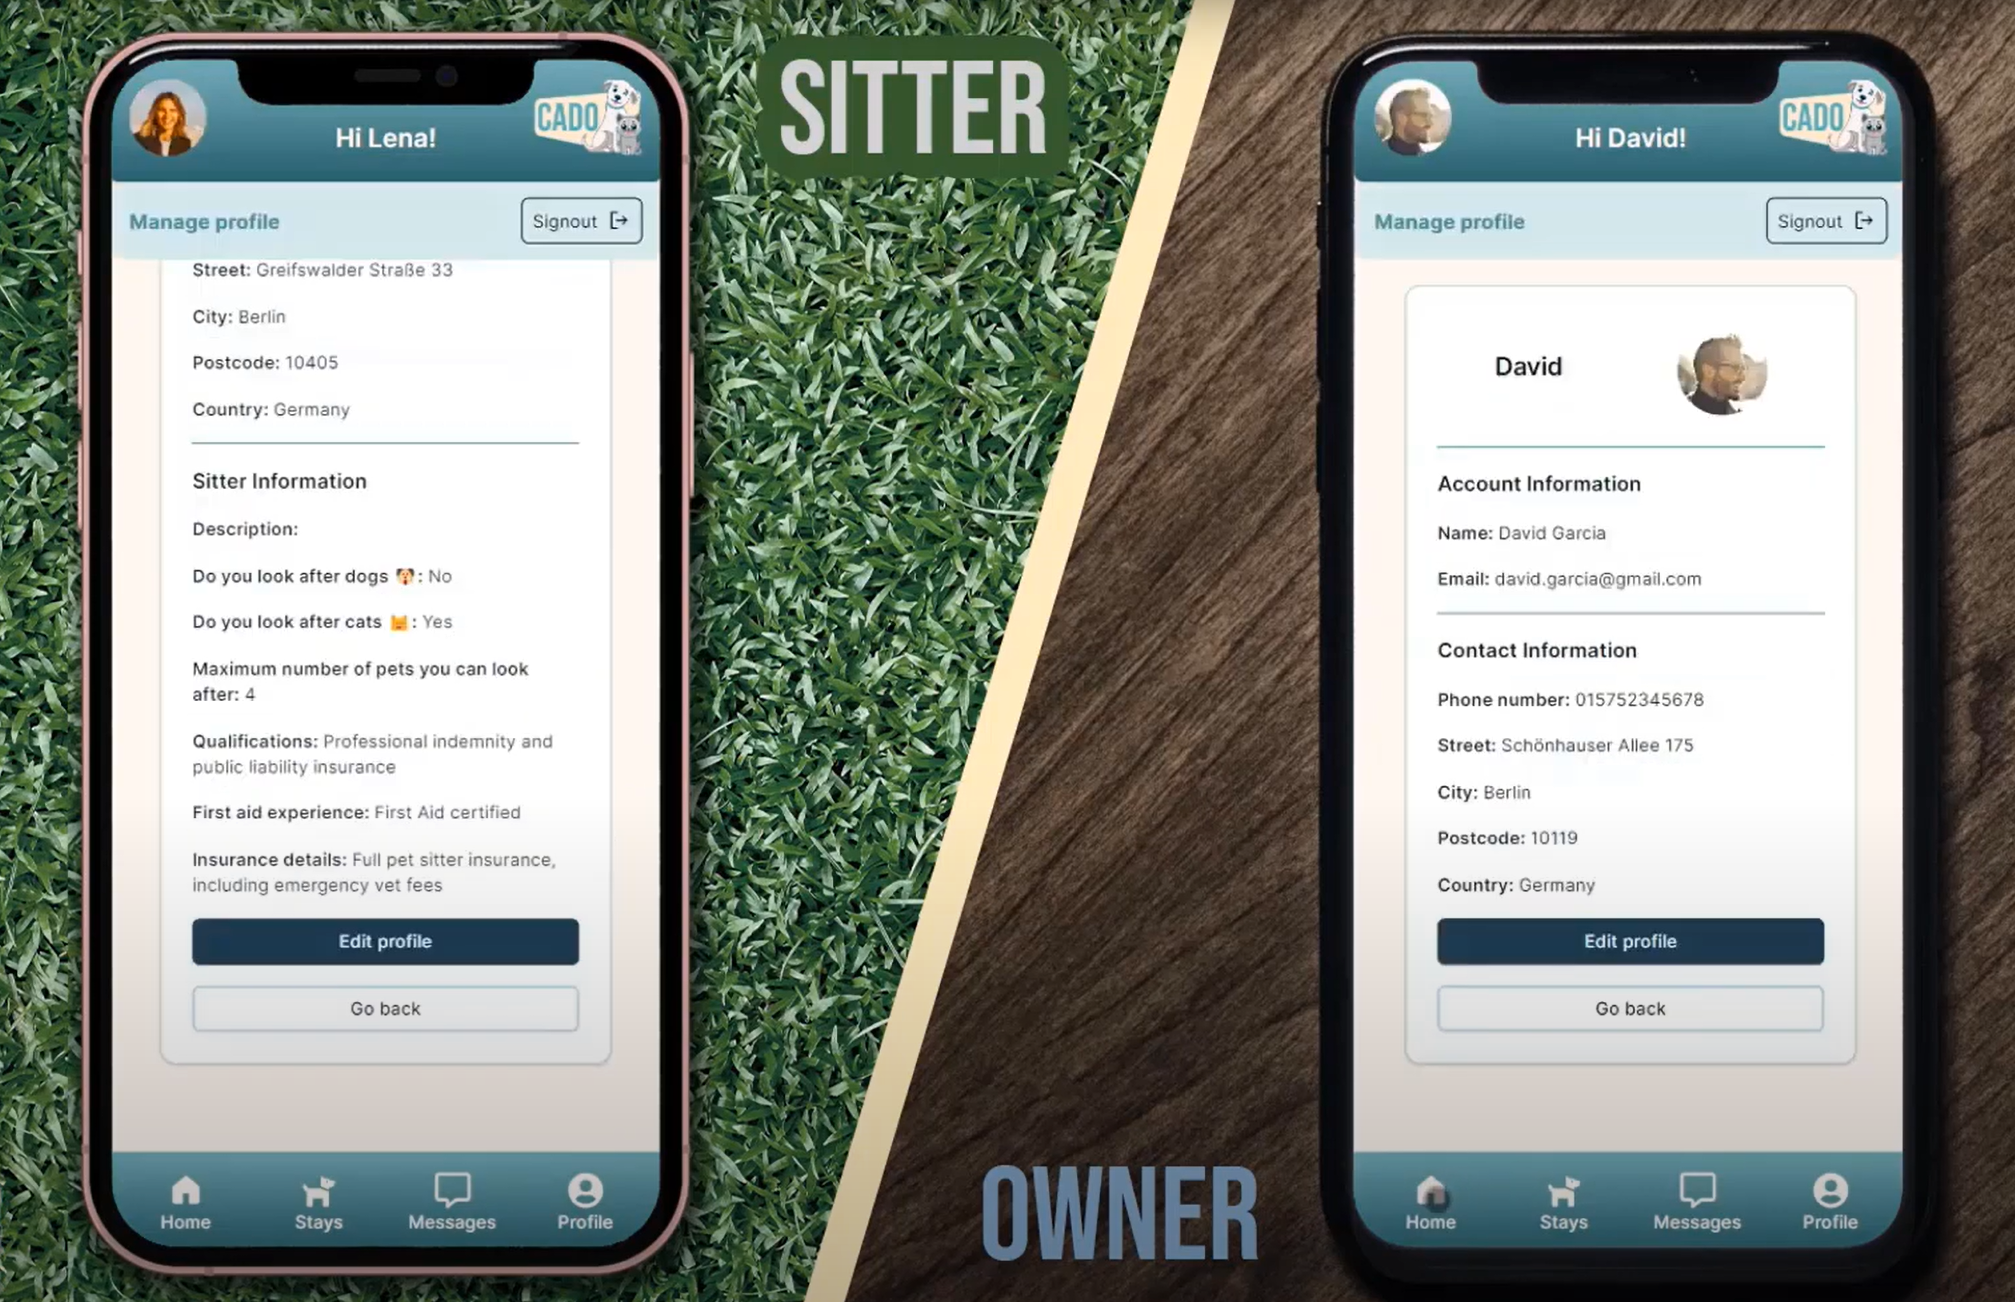 SITTER
Hi Lena!
CADO
Manage profile
Signout
Street: Greifswalder Straße 33
City: Berlin
Postcode: 10405
Country: Germany
Sitter Information
Description:
Do you look after dogs 🐶: No
Do you look after cats 🐱: Yes
Maximum number of pets you can look
after: 4
Qualifications: Professional indemnity and
public liability insurance
First aid experience: First Aid certified
Insurance details: Full pet sitter insurance,
including emergency vet fees
Edit profile
Go back
Home
Stays
Messages
Profile
OWNER
Hi David!
CADO
Manage profile
Signout
David
Account Information
Name: David Garcia
Email: david.garcia@gmail.com
Contact Information
Phone number: 015752345678
Street: Schönhauser Allee 175
City: Berlin
Postcode: 10119
Country: Germany
Edit profile
Go back
Home
Stays
Messages
Profile